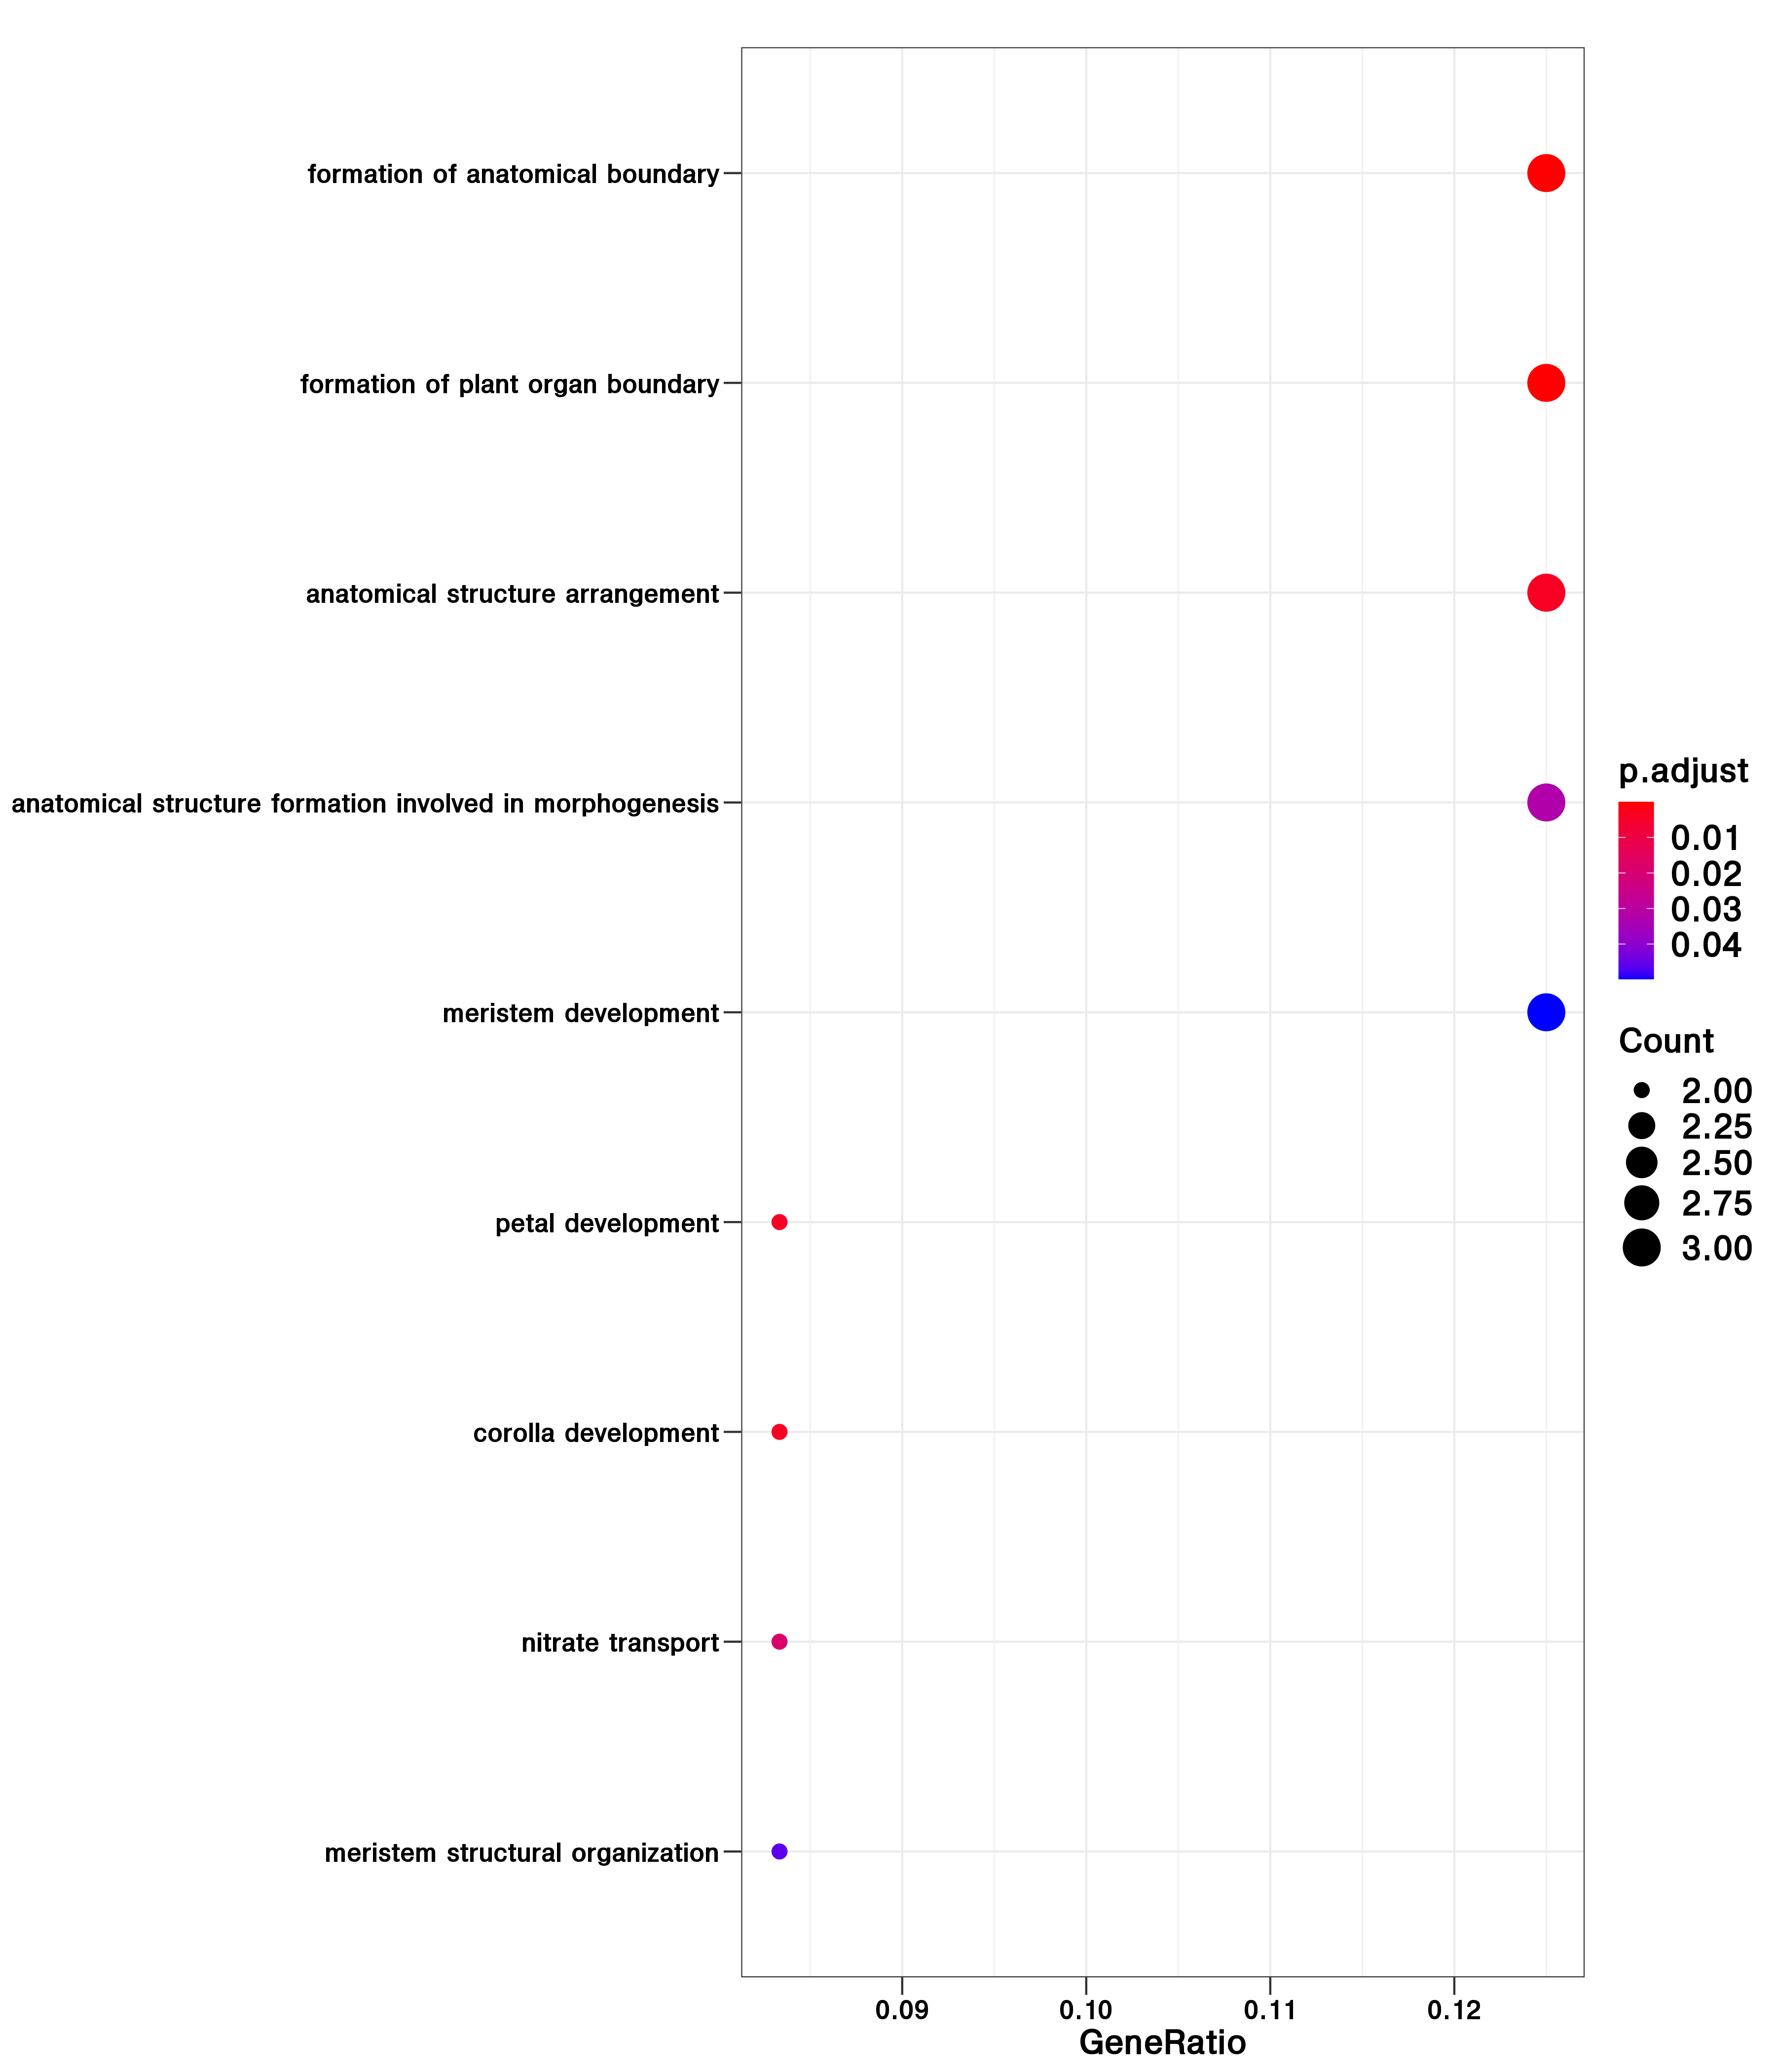 formation of anatomical boundary
formation of plant organ boundary
anatomical structure arrangement
anatomical structure formation involved in morphogenesis
meristem development
petal development
corolla development
nitrate transport
meristem structural organization
0.09 0.10 0.11 0.12
GeneRatio
p.adjust
0.01
0.02
0.03
0.04
Count
2.00
2.25
2.50
2.75
3.00